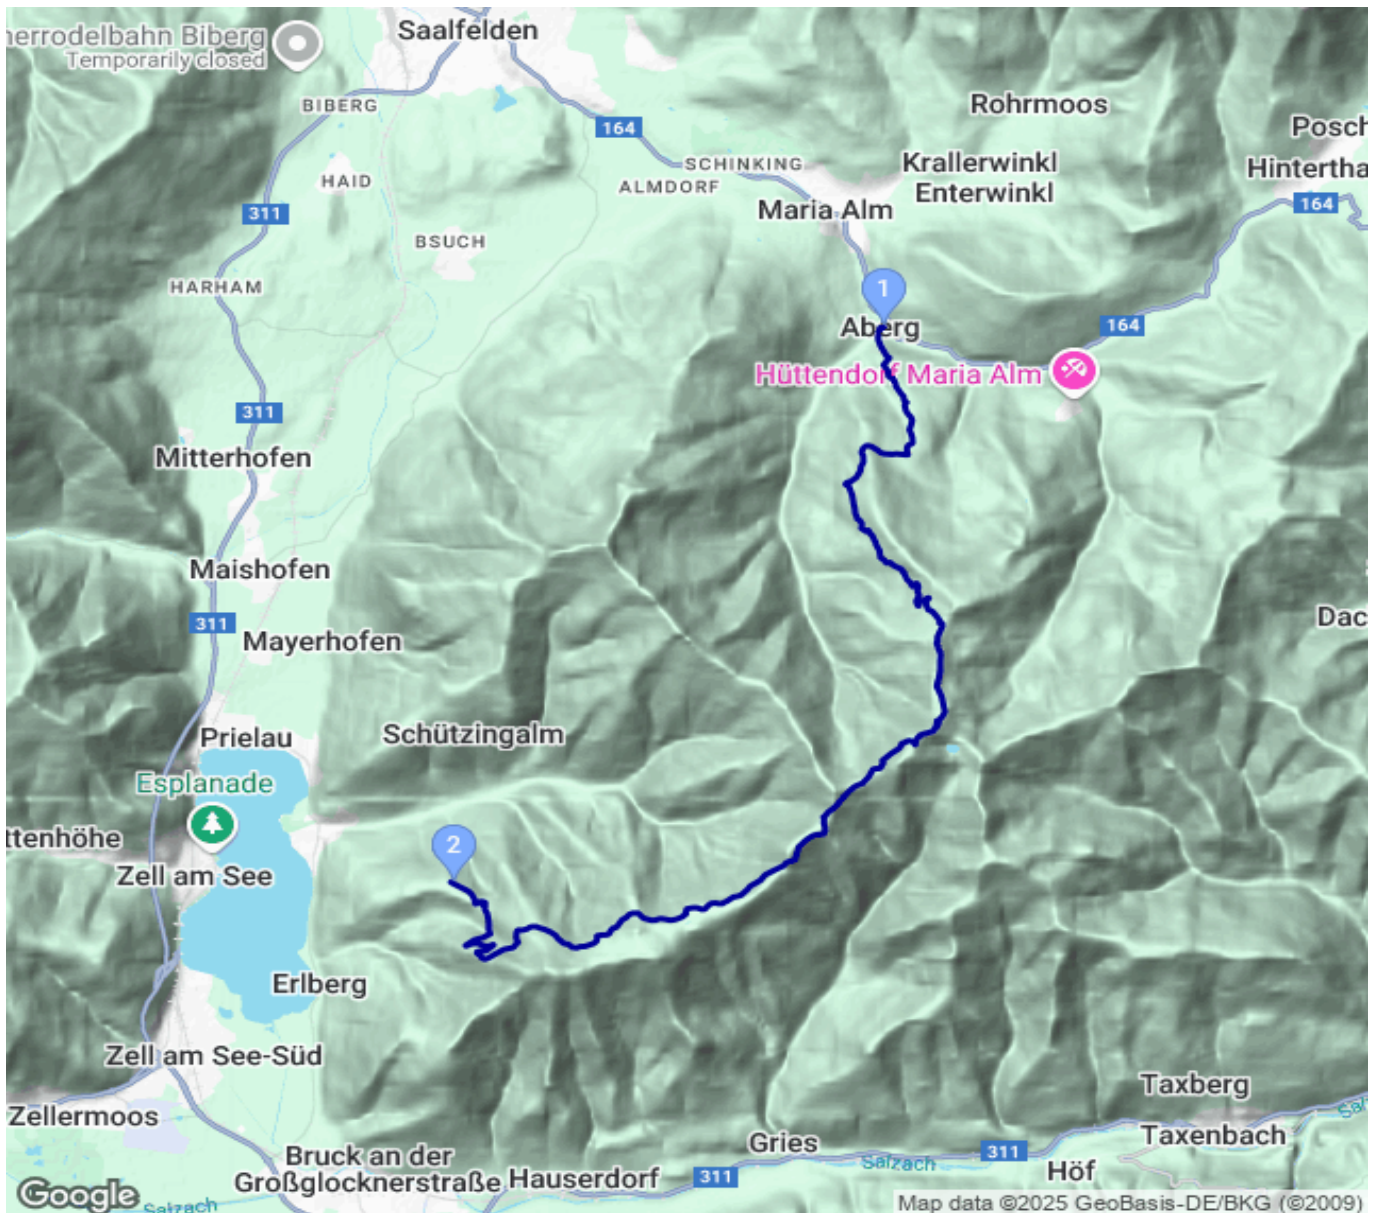 nerrodelbahn Biberg
Temporarily closed
Saalfelden
BIBERG
164
Rohrmoos
Posch
HAID
SCHINKING
ALMDORF
Krallerwinkl
Enterwinkl
Hintertha
311
Maria Alm
164
BSUCH
HARHAM
1
Aberg
164
Hüttendorf Maria Alm
311
Mitterhofen
Maishofen
311
Mayerhofen
Dac
Prielau
Schützingalm
Esplanade
ttenhöhe
2
Zell am See
Erlberg
Zell am See-Süd
Taxberg
Zellermoos
Gries
311
Taxenbach
Bruck an der
Großglocknerstraße
Hauserdorf
311
Salzach
Höf
Google
Salzach
Map data ©2025 GeoBasis-DE/BKG (©2009)